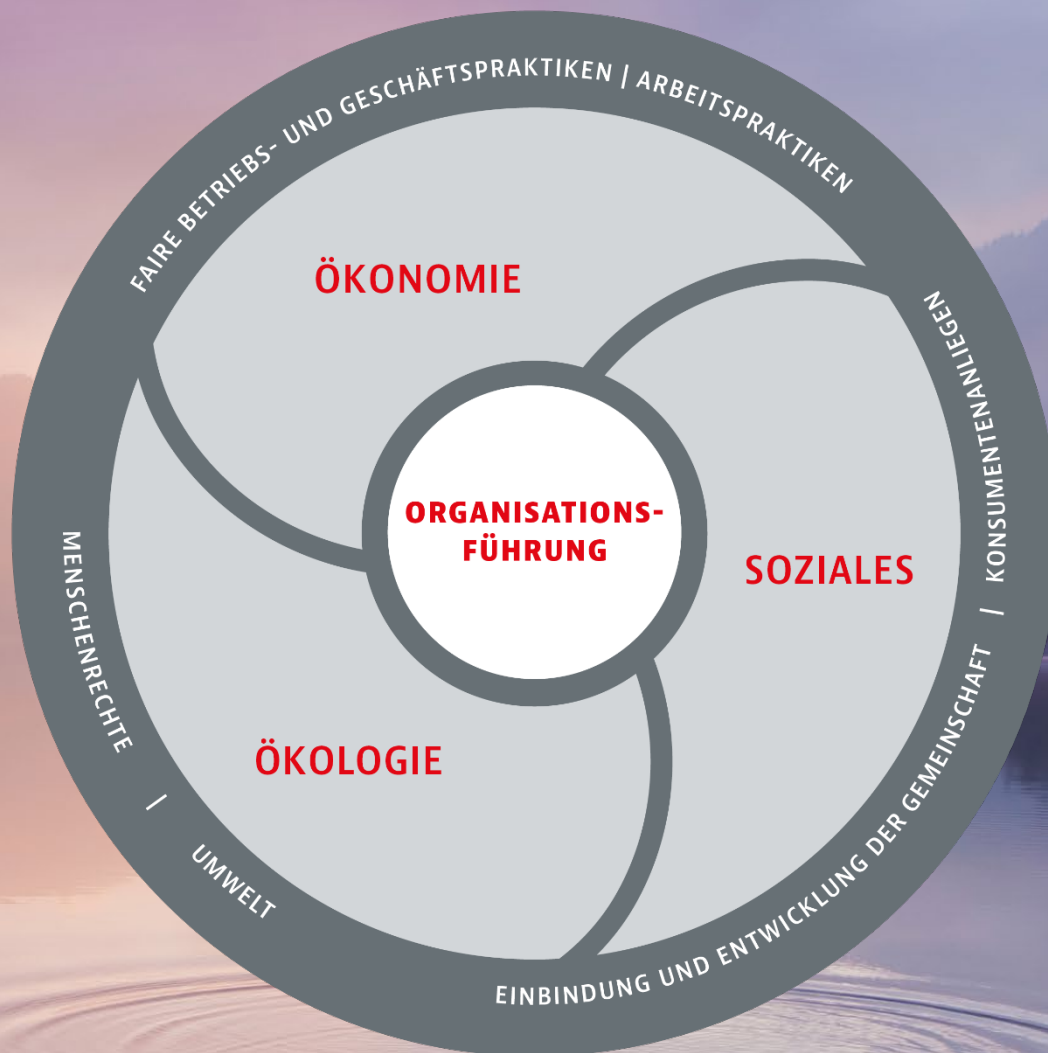 FAIRE BETRIEBS- UND GESCHÄFTSPRAKTIKEN | ARBEITSPRAKTIKEN
KONSUMENTENANLIEGEN
|
EINBINDUNG UND ENTWICKLUNG DER GEMEINSCHAFT
MENSCHENRECHTE
|
UMWELT
ÖKONOMIE
ORGANISATIONS-
FÜHRUNG
SOZIALES
ÖKOLOGIE